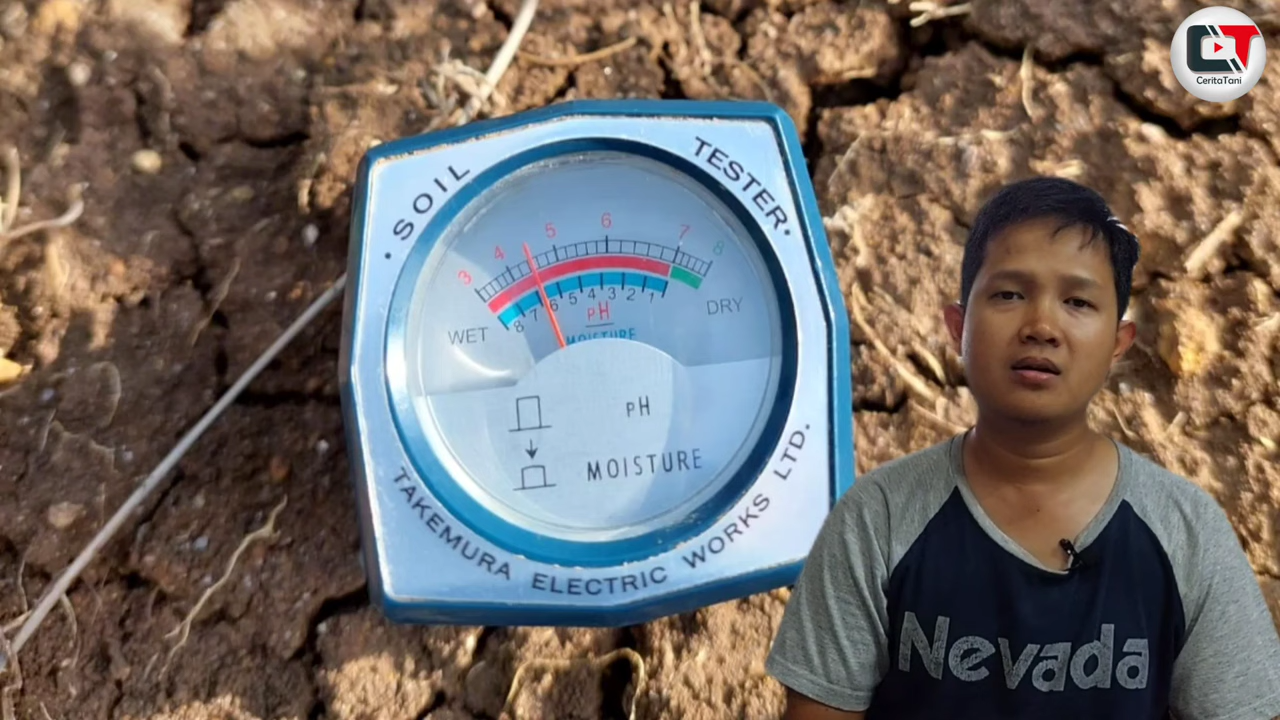 CT
CeritaTani
• SOIL TESTER •
3 4 5 6 7 8
8 7 6 5 4 3 2 1
WET
DRY
pH
MOISTURE
pH
MOISTURE
TAKEMURA ELECTRIC WORKS LTD.
Nevada